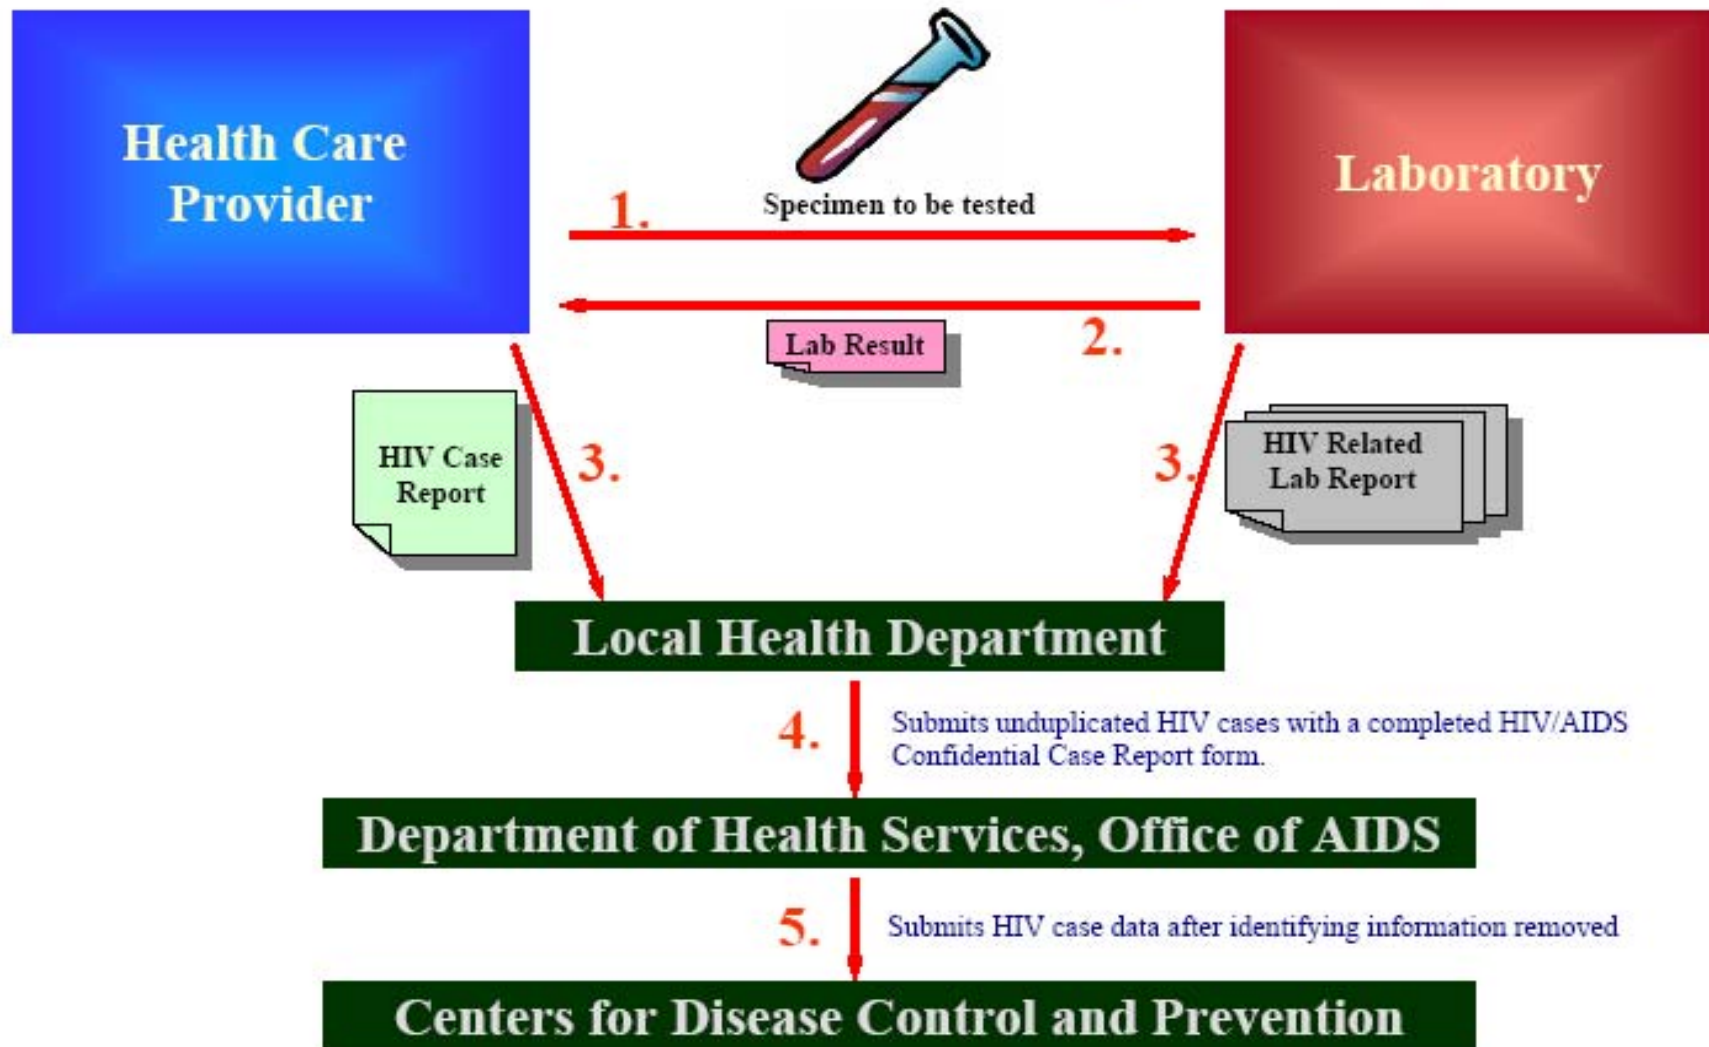 Health Care
Provider
1.
Specimen to be tested
Laboratory
Lab Result
2.
HIV Case
Report
3.
3.
HIV Related
Lab Report
Local Health Department
4.
Submits unduplicated HIV cases with a completed HIV/AIDS
Confidential Case Report form.
Department of Health Services, Office of AIDS
5.
Submits HIV case data after identifying information removed
Centers for Disease Control and Prevention